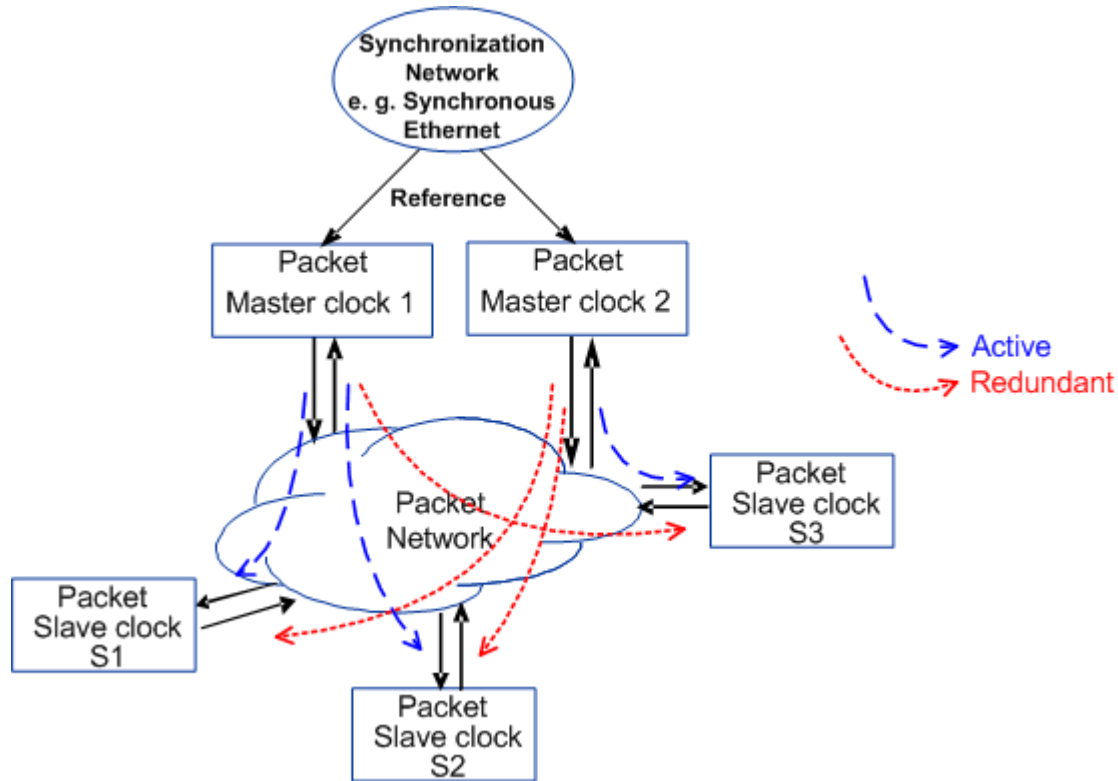 Synchronization
Network
e. g. Synchronous
Ethernet
Reference
Packet
Master clock 1
Packet
Master clock 2
Active
Redundant
Packet
Network
Packet
Slave clock
S3
Packet
Slave clock
S1
Packet
Slave clock
S2